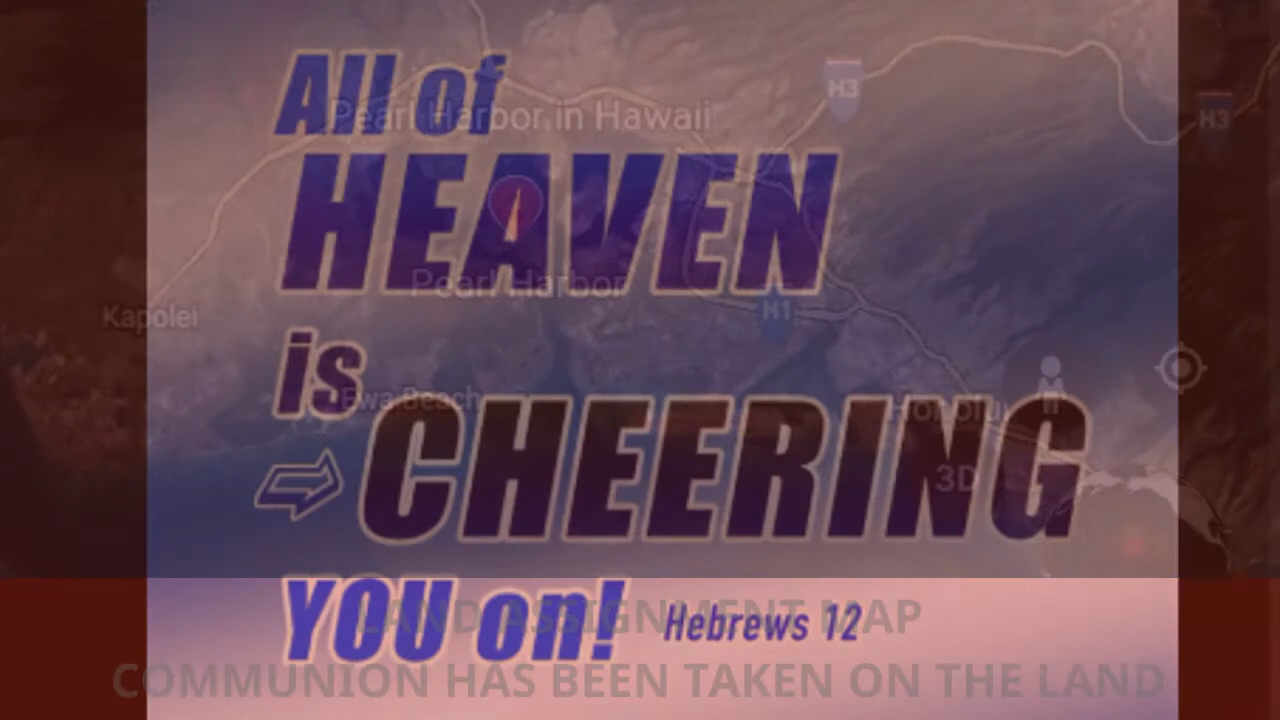 All of
Pearl Harbor in Hawaii
H3
H3
HEAVEN
Pearl Harbor
H1
Kapolei
is
Ewa Beach
Honolulu
CHEERING
3D
YOU on! Hebrews 12
LAND ASSIGNMENT MAP
COMMUNION HAS BEEN TAKEN ON THE LAND